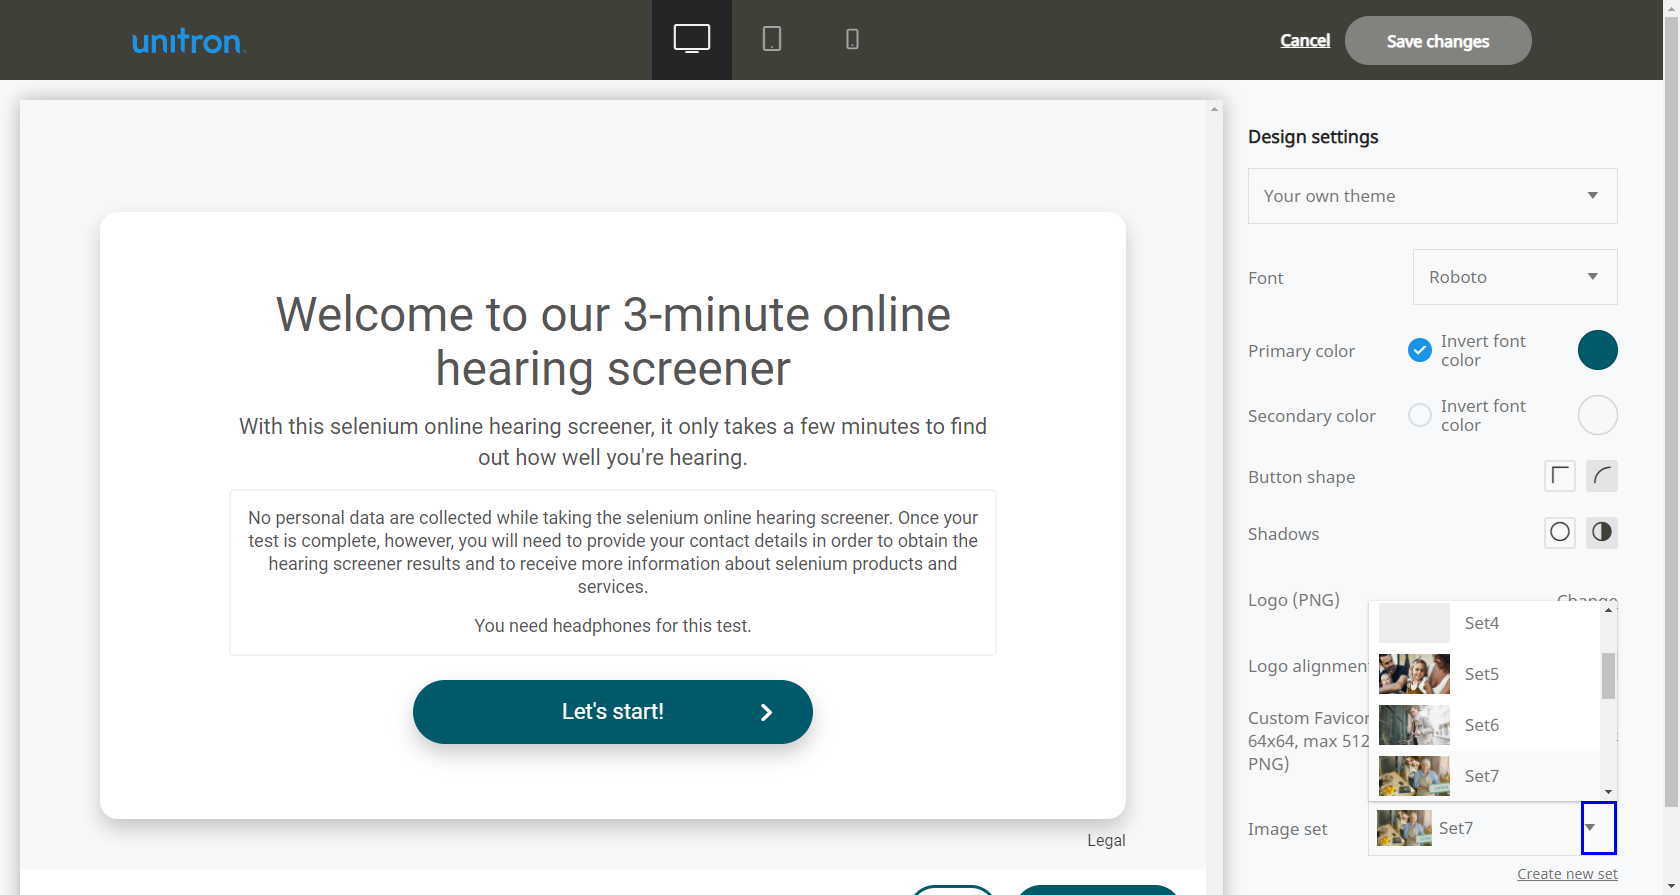 unitron
Cancel
Save changes
Design settings
Your own theme
Font
Roboto
Primary color
Invert font
color
Secondary color
Invert font
color
Button shape
Shadows
Logo (PNG)
Change
Logo alignment
Custom Favicon
64x64, max 512
PNG)
Set4
Set5
Set6
Set7
Image set
Set7
Create new set
Welcome to our 3-minute online
hearing screener
With this selenium online hearing screener, it only takes a few minutes to find
out how well you're hearing.
No personal data are collected while taking the selenium online hearing screener. Once your
test is complete, however, you will need to provide your contact details in order to obtain the
hearing screener results and to receive more information about selenium products and
services.
You need headphones for this test.
Let's start!
Legal